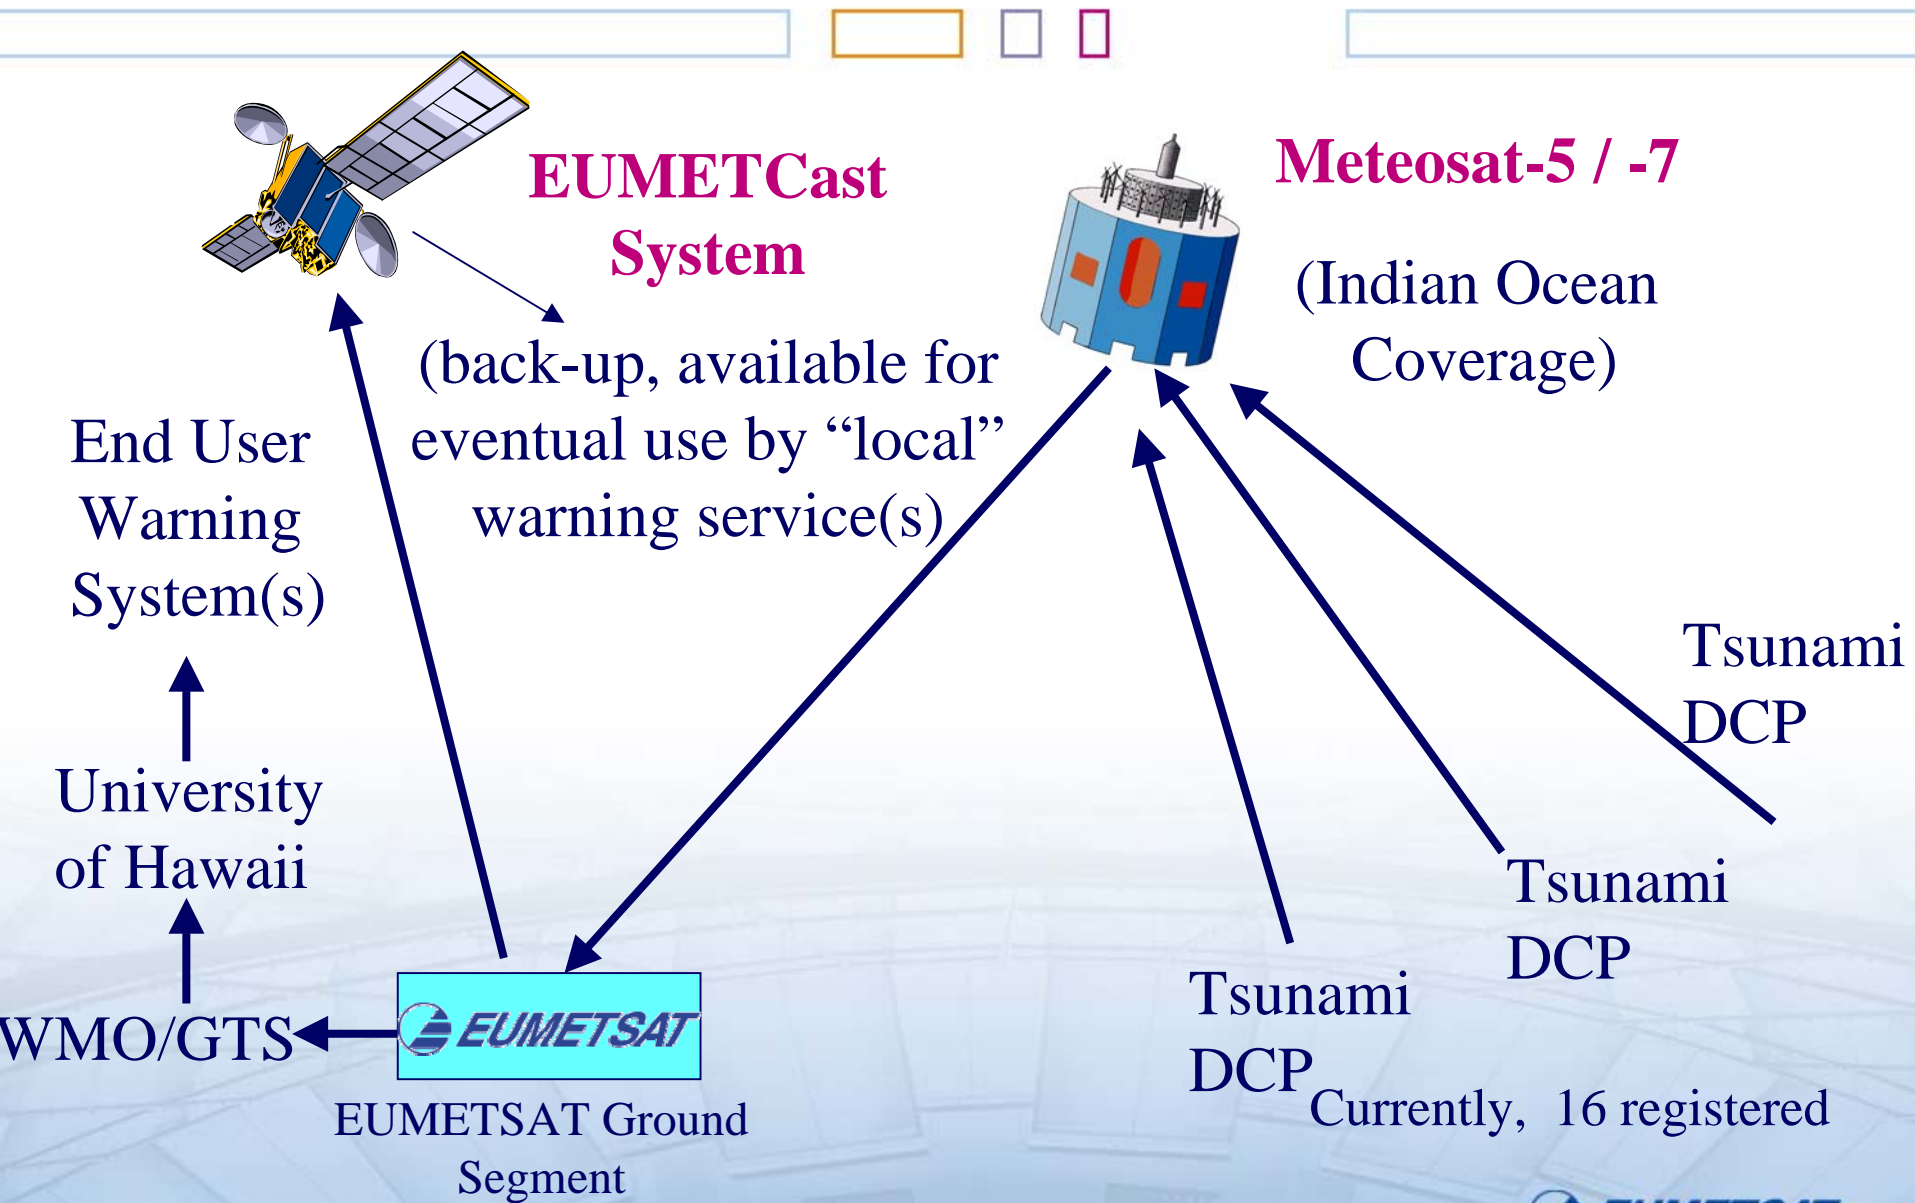 EUMETCast
System
Meteosat-5 / -7
(Indian Ocean
Coverage)
(back-up, available for
eventual use by “local”
warning service(s)
End User
Warning
System(s)
University
of Hawaii
WMO/GTS
EUMETSAT
EUMETSAT Ground
Segment
Tsunami
DCP
Tsunami
DCP
Tsunami
DCP
Currently, 16 registered
EUMETSAT